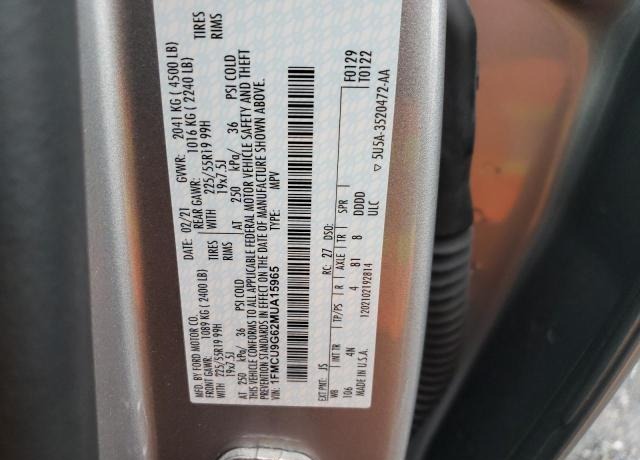 MFD. BY FORD MOTOR CO.
DATE: 02/21 GVWR: 2041 KG ( 4500 LB)
FRONT GAWR: 1089 KG ( 2400 LB) REAR GAWR: 1016 KG ( 2240 LB)
WITH 225/55R19 99H TIRES WITH 225/55R19 99H TIRES
19x7.5J RIMS 19x7.5J RIMS
AT 250 kPa/ 36 PSI COLD AT 250 kPa/ 36 PSI COLD
THIS VEHICLE CONFORMS TO ALL APPLICABLE FEDERAL MOTOR VEHICLE SAFETY AND THEFT
PREVENTION STANDARDS IN EFFECT ON THE DATE OF MANUFACTURE SHOWN ABOVE.
VIN: 1FMCU9G62MUA15965 TYPE: MPV
F0129
T0122
EXT PNT: JS RC: 27 DSO:
WB INT TR TP/PS R AXLE TR SPR
106 4N 4 81 8 DDDD
MADE IN U.S.A. ULC
1202102192814
▽ 5U5A-3520472-AA